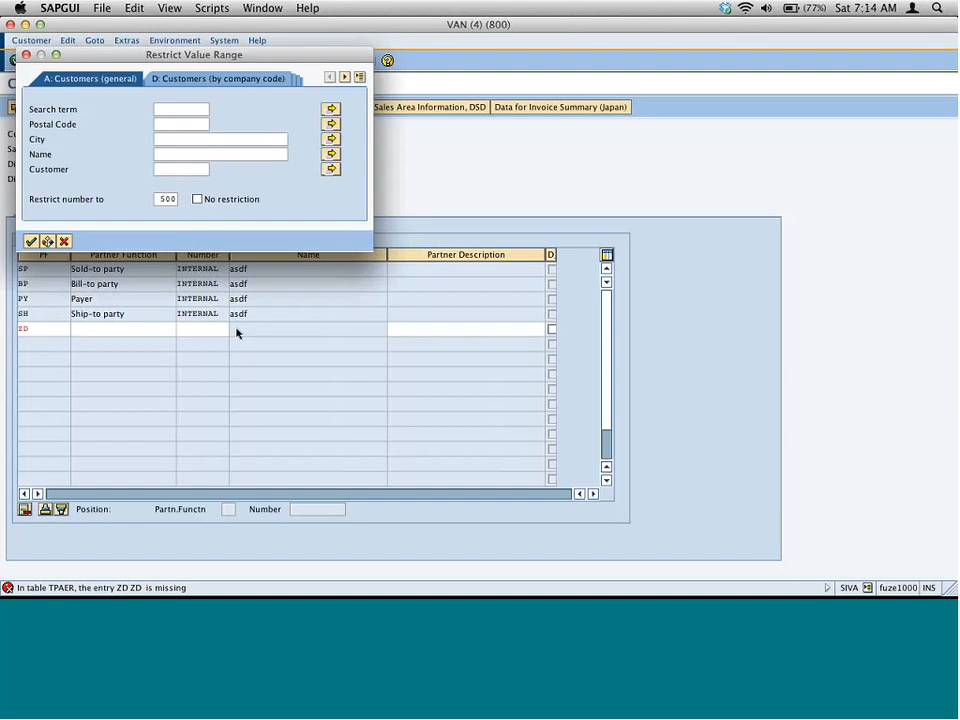 SAPGUI File Edit View Scripts Window Help (77%) Sat 7:14 AM
VAN (4) (800)
Customer Edit Goto Extras Environment System Help
Restrict Value Range
A: Customers (general) D: Customers (by company code)
Sales Area Information, DSD Data for Invoice Summary (Japan)
Search term
Postal Code
City
Name
Customer
Restrict number to 500 No restriction
PF Partner Function Number Name Partner Description D
SP Sold-to party INTERNAL asdf
BP Bill-to party INTERNAL asdf
PY Payer INTERNAL asdf
SH Ship-to party INTERNAL asdf
ZD
Position: Partn.Functn Number
In table TPAER, the entry ZD ZD is missing SIVA fuze1000 INS